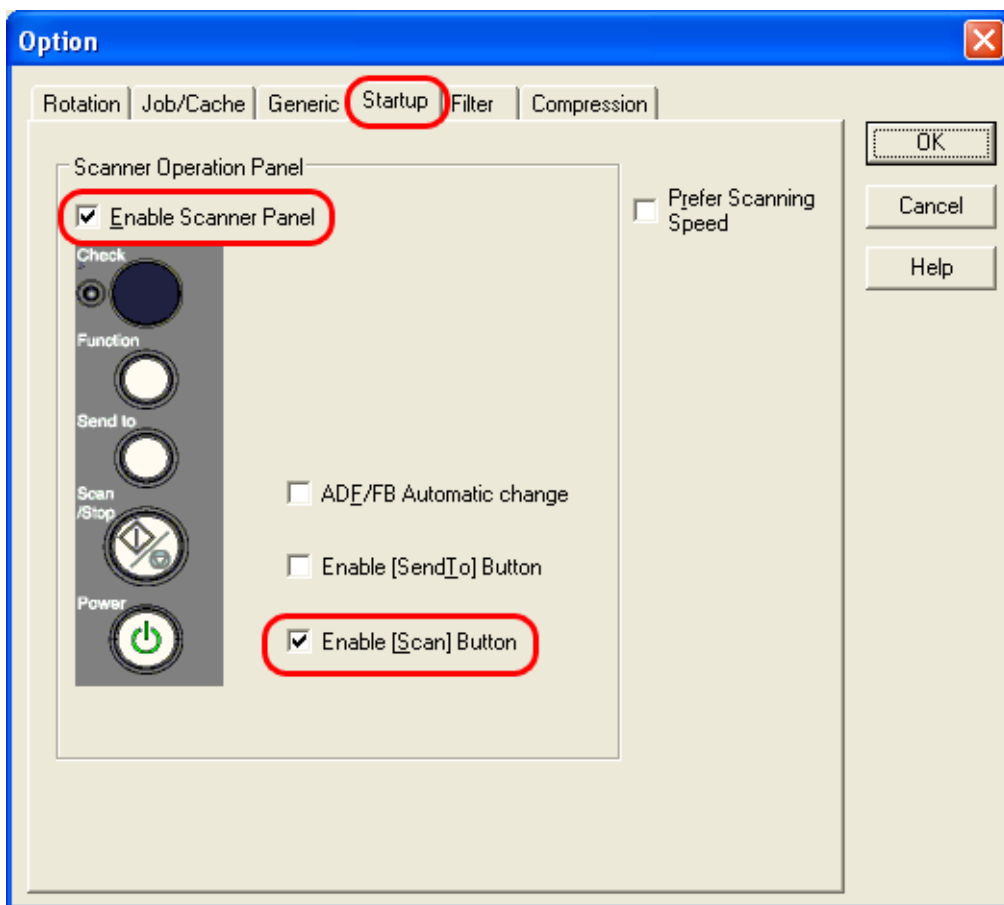 Option
Rotation
Job/Cache
Generic
Startup
Filter
Compression
Scanner Operation Panel
Enable Scanner Panel
Prefer Scanning
Speed
OK
Cancel
Help
Check
Function
Send to
Scan
/Stop
Power
ADF/FB Automatic change
Enable [SendTo] Button
Enable [Scan] Button